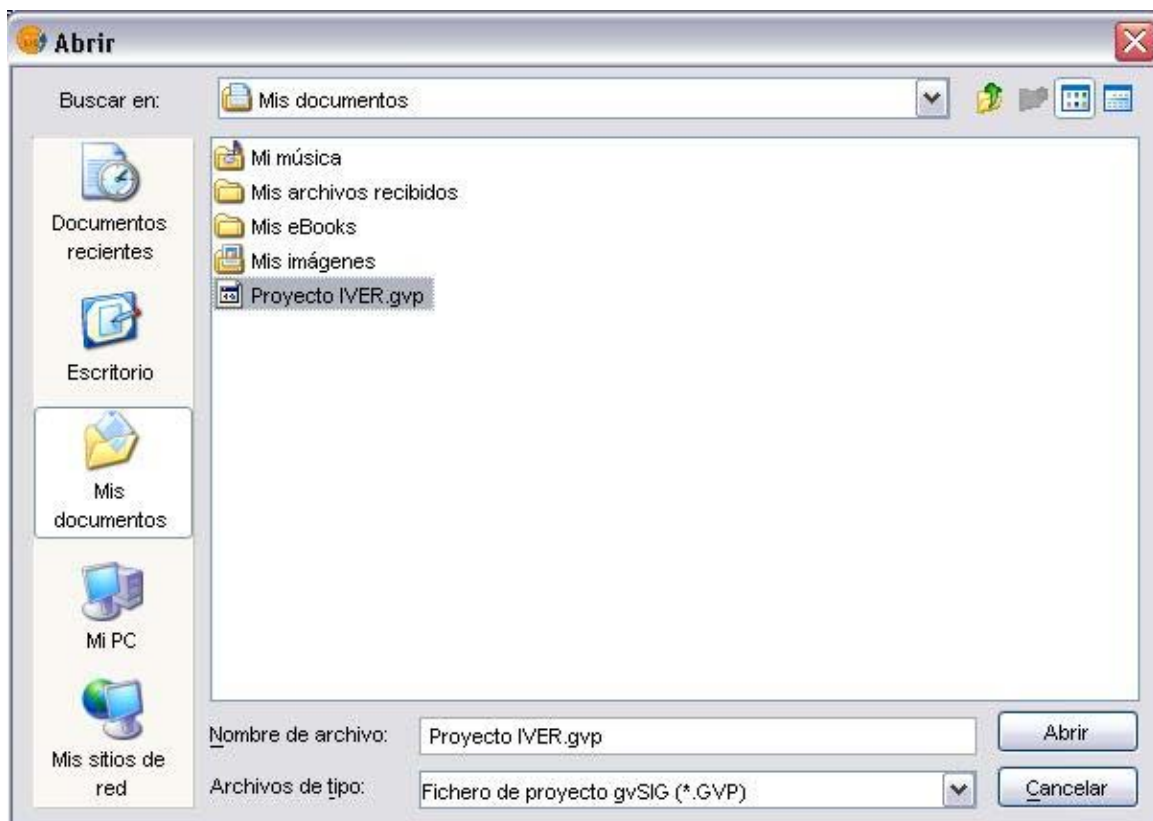 Abrir
Buscar en:
Mis documentos
Documentos
recientes
Escritorio
Mis
documentos
Mi PC
Mis sitios de
red
Mi música
Mis archivos recibidos
Mis eBooks
Mis imágenes
Proyecto IVER.gvp
Nombre de archivo:
Proyecto IVER.gvp
Abrir
Archivos de tipo:
Fichero de proyecto gvSIG (*.GVP)
Cancelar